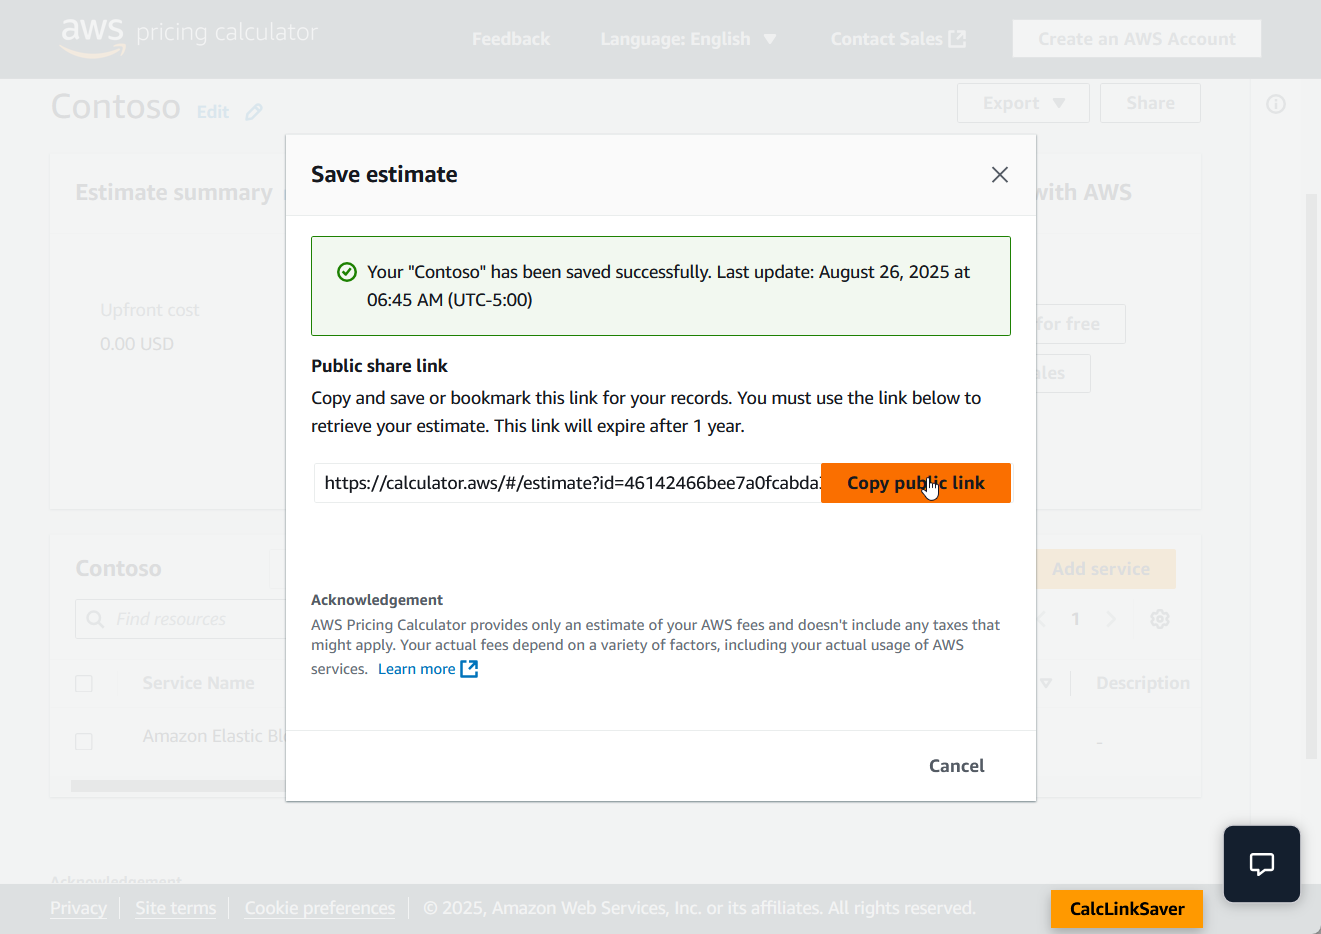 aws pricing calculator
Feedback
Language: English
Contact Sales
Create an AWS Account
Contoso Edit
Export
Share
Estimate summary
with AWS
Upfront cost
0.00 USD
for free
Save estimate
Your "Contoso" has been saved successfully. Last update: August 26, 2025 at
06:45 AM (UTC-5:00)
Public share link
Copy and save or bookmark this link for your records. You must use the link below to
retrieve your estimate. This link will expire after 1 year.
https://calculator.aws/#/estimate?id=46142466bee7a0fcabda
Copy public link
Acknowledgement
AWS Pricing Calculator provides only an estimate of your AWS fees and doesn't include any taxes that
might apply. Your actual fees depend on a variety of factors, including your actual usage of AWS
services. Learn more
Cancel
Contoso
Add service
Find resources
1
Service Name
Description
Amazon Elastic
-
Acknowledgement
Privacy
Site terms
Cookie preferences
© 2025, Amazon Web Services, Inc. or its affiliates. All rights reserved.
CalcLinkSaver